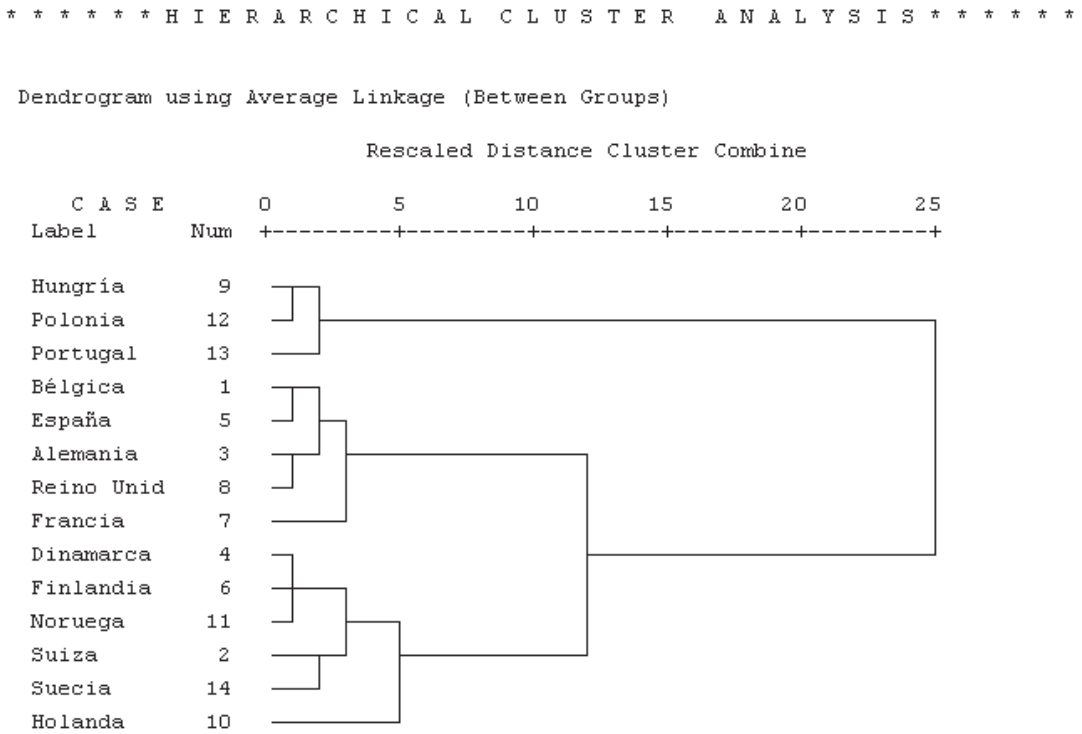 * * * * * * H I E R A R C H I C A L   C L U S T E R   A N A L Y S I S * * * * * *
Dendrogram using Average Linkage (Between Groups)
Rescaled Distance Cluster Combine
C A S E 0 5 10 15 20 25
Label Num +---------+---------+---------+---------+---------+
Hungría 9
Polonia 12
Portugal 13
Bélgica 1
España 5
Alemania 3
Reino Unid 8
Francia 7
Dinamarca 4
Finlandia 6
Noruega 11
Suiza 2
Suecia 14
Holanda 10